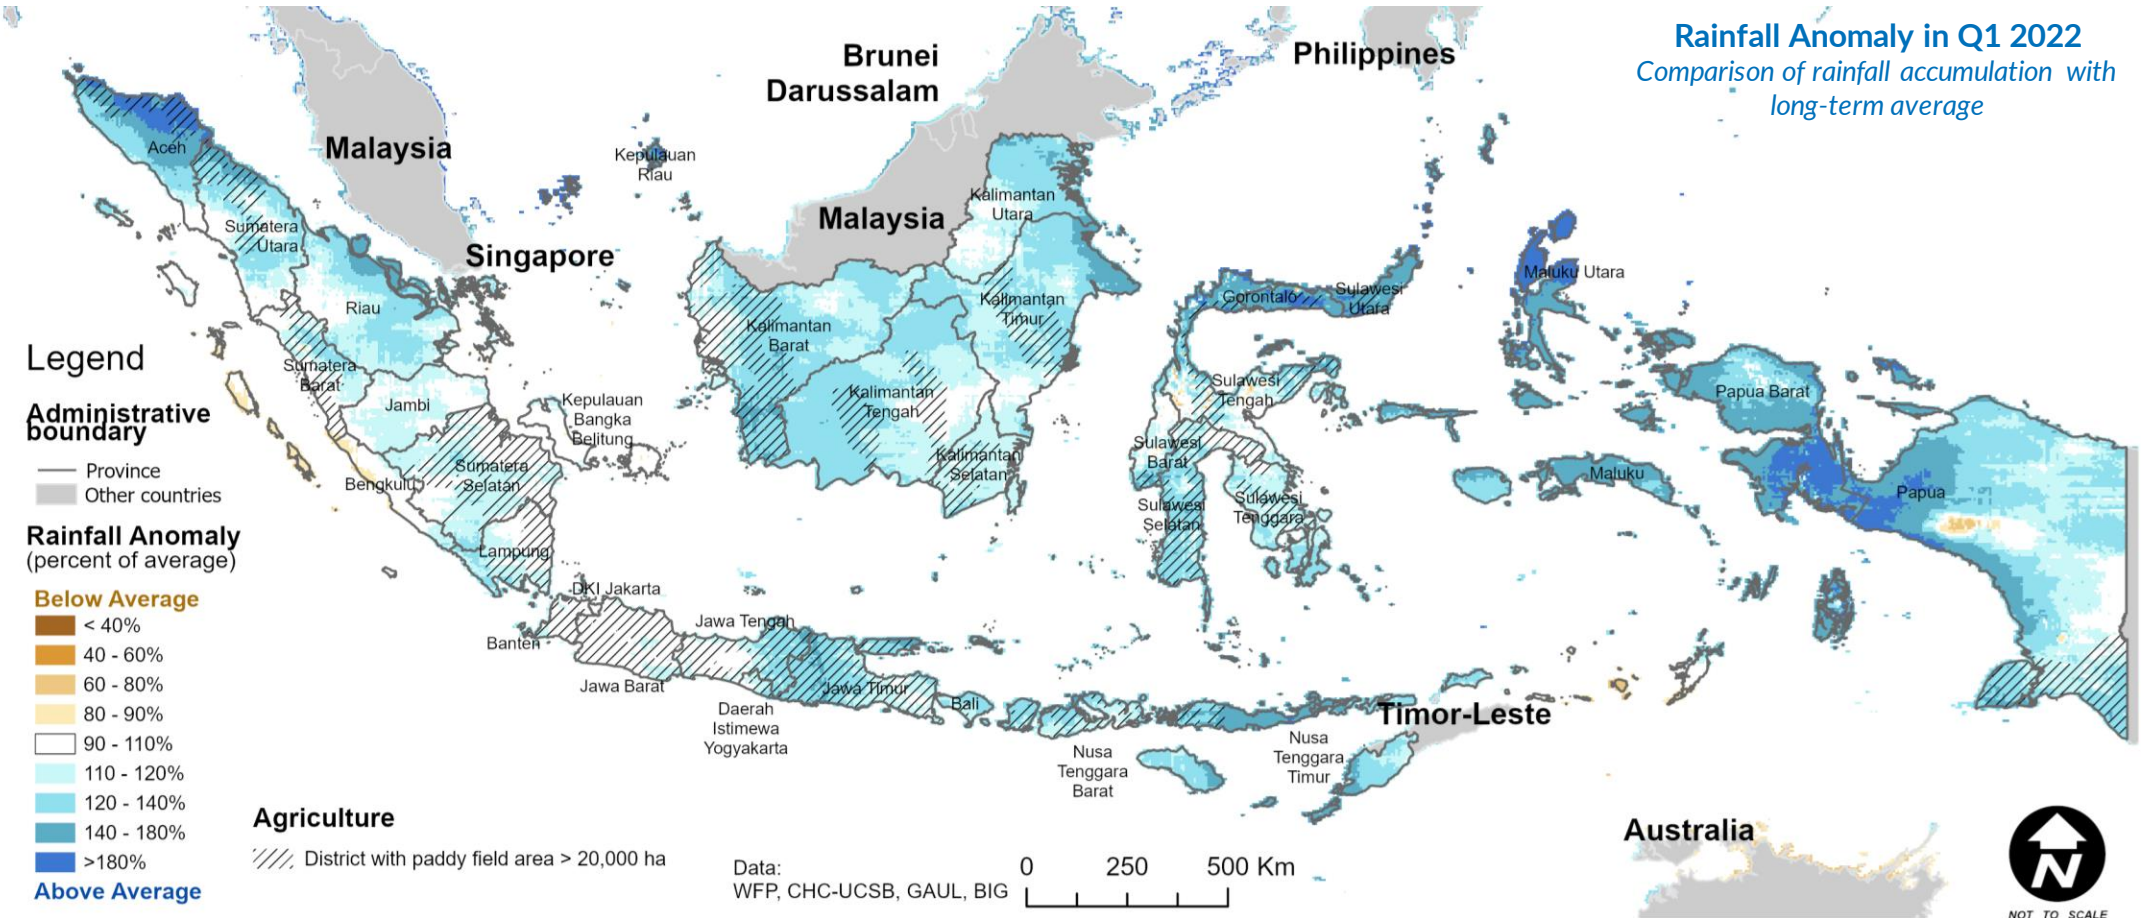 Rainfall Anomaly in Q1 2022
Comparison of rainfall accumulation with
long-term average
Brunei
Darussalam
Philippines
Malaysia
Kepulauan
Riau
Aceh
Kalimantan
Utara
Malaysia
Sumatera
Utara
Singapore
Maluku Utara
Riau
Kalimantan
Timur
Gorontalo
Sulawesi
Utara
Kalimantan
Barat
Legend
Sumatera
Barat
Sulawesi
Tengah
Papua Barat
Jambi
Kepulauan
Bangka
Belitung
Kalimantan
Tengah
Administrative
boundary
Province
Other countries
Sumatera
Selatan
Bengkulu
Kalimantan
Selatan
Sulawesi
Barat
Maluku
Papua
Sulawesi
Selatan
Sulawesi
Tenggara
Rainfall Anomaly
(percent of average)
Lampung
Below Average
< 40%
40 - 60%
60 - 80%
80 - 90%
90 - 110%
110 - 120%
120 - 140%
140 - 180%
>180%
Above Average
DKI Jakarta
Banten
Jawa Tengah
Jawa Barat
Jawa Timur
Daerah
Istimewa
Yogyakarta
Bali
Nusa
Tenggara
Barat
Nusa
Tenggara
Timur
Timor-Leste
Agriculture
District with paddy field area > 20,000 ha
Data:
WFP, CHC-UCSB, GAUL, BIG
0 250 500 Km
Australia
N
NOT TO SCALE